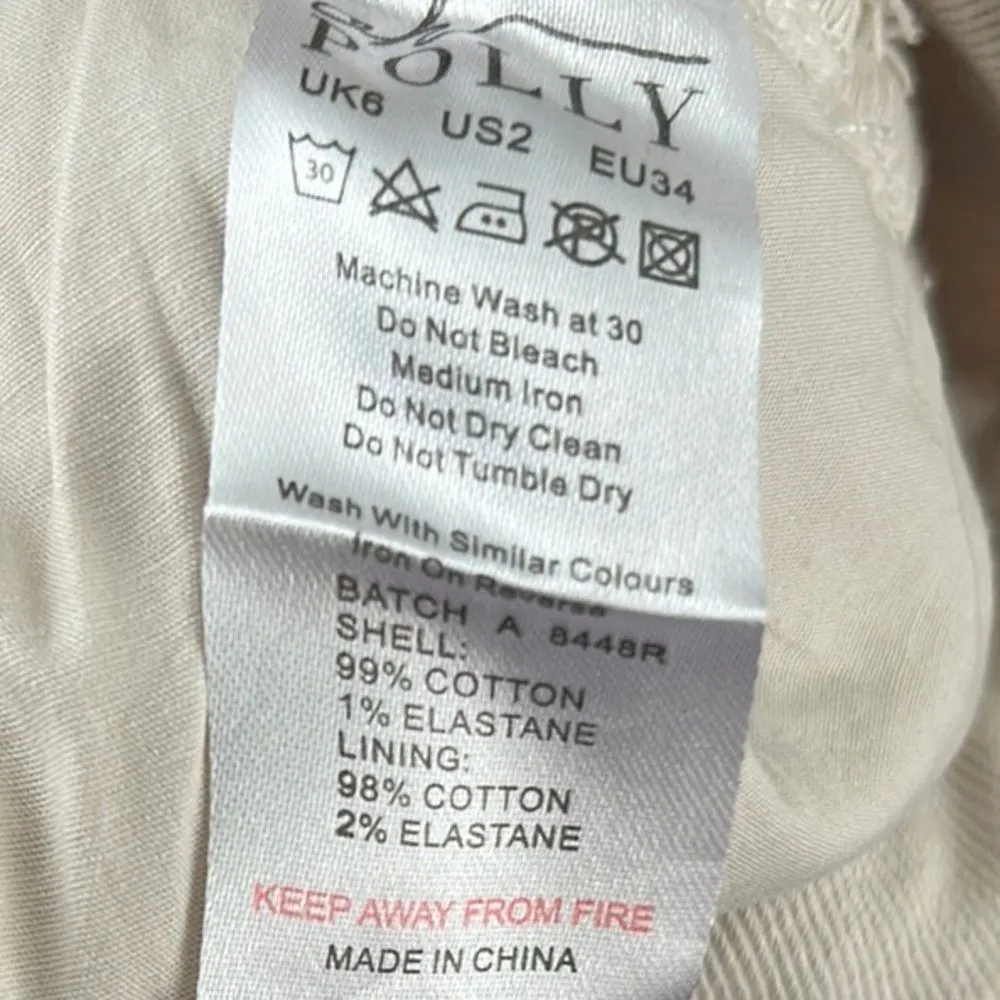 POLLY
UK6 US2 EU34
30
Machine Wash at 30
Do Not Bleach
Medium Iron
Do Not Dry Clean
Do Not Tumble Dry
Wash With Similar Colours
Iron On Reverse
BATCH A 8448R
SHELL:
99% COTTON
1% ELASTANE
LINING:
98% COTTON
2% ELASTANE
KEEP AWAY FROM FIRE
MADE IN CHINA